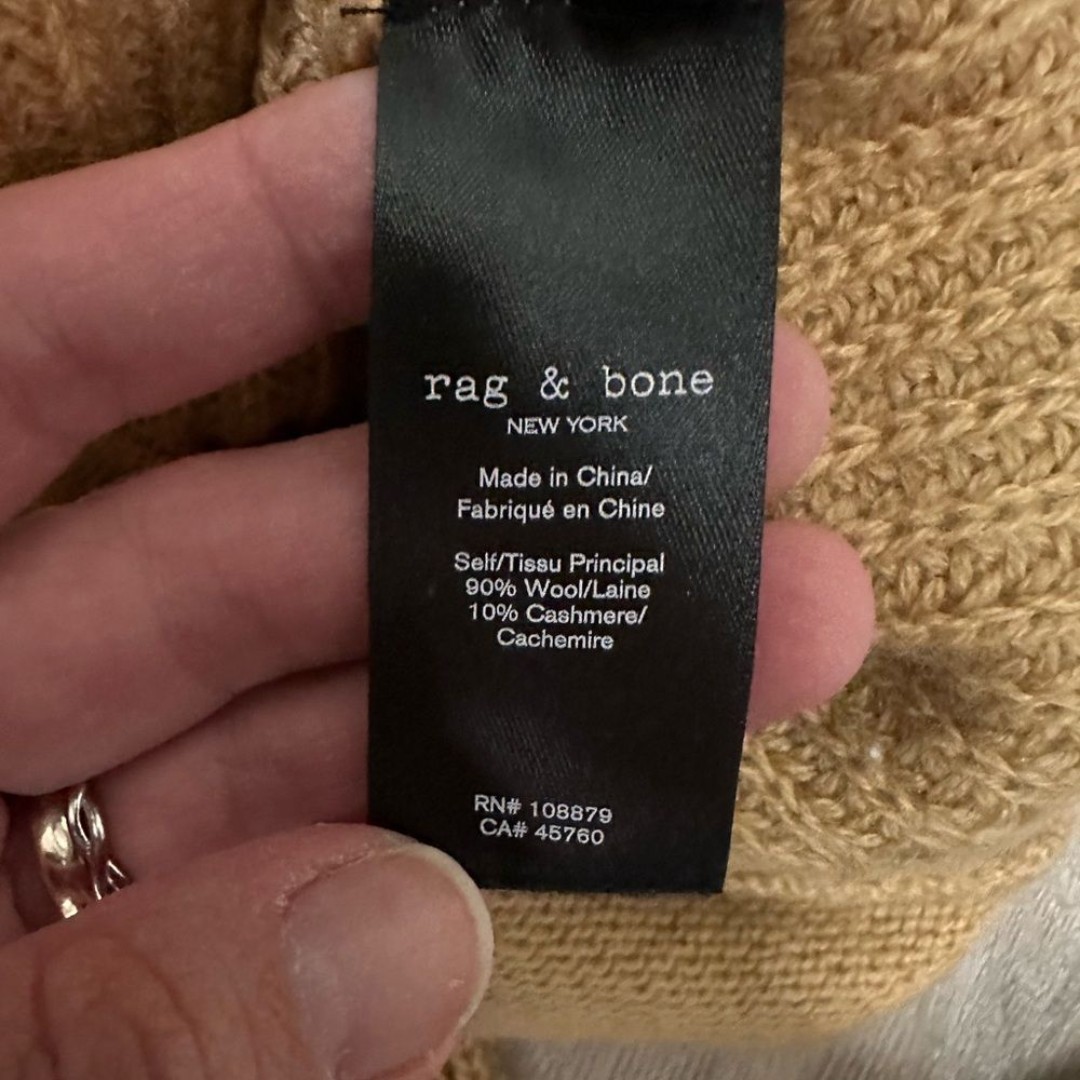 rag & bone
NEW YORK
Made in China/
Fabriqué en Chine
Self/Tissu Principal
90% Wool/Laine
10% Cashmere/
Cachemire
RN# 108879
CA# 45760